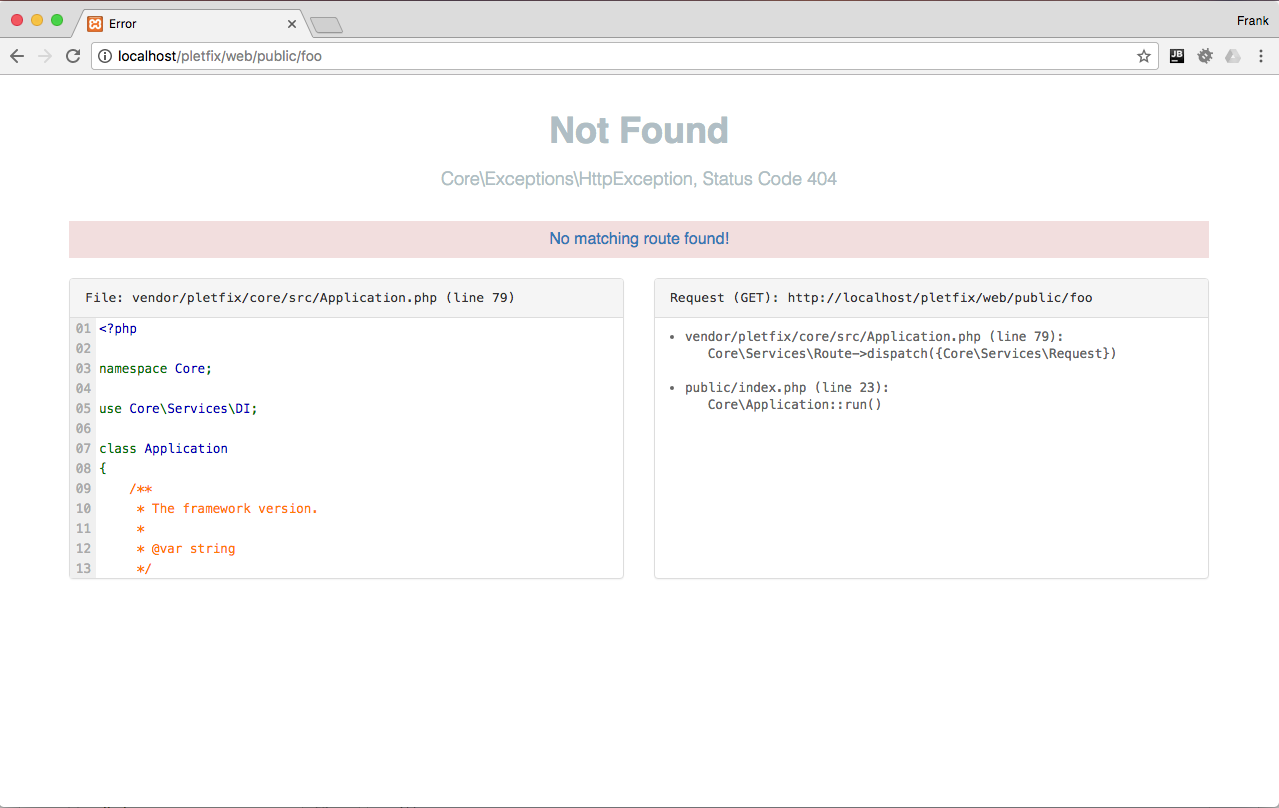 Error
Frank
localhost/pletfix/web/public/foo
JB
Not Found
Core\Exceptions\HttpException, Status Code 404
No matching route found!
File: vendor/pletfix/core/src/Application.php (line 79)
01 <?php
02
03 namespace Core;
04
05 use Core\Services\DI;
06
07 class Application
08 {
09     /**
10      * The framework version.
11      *
12      * @var string
13      */
Request (GET): http://localhost/pletfix/web/public/foo
• vendor/pletfix/core/src/Application.php (line 79):
Core\Services\Route->dispatch({Core\Services\Request})
• public/index.php (line 23):
Core\Application::run()